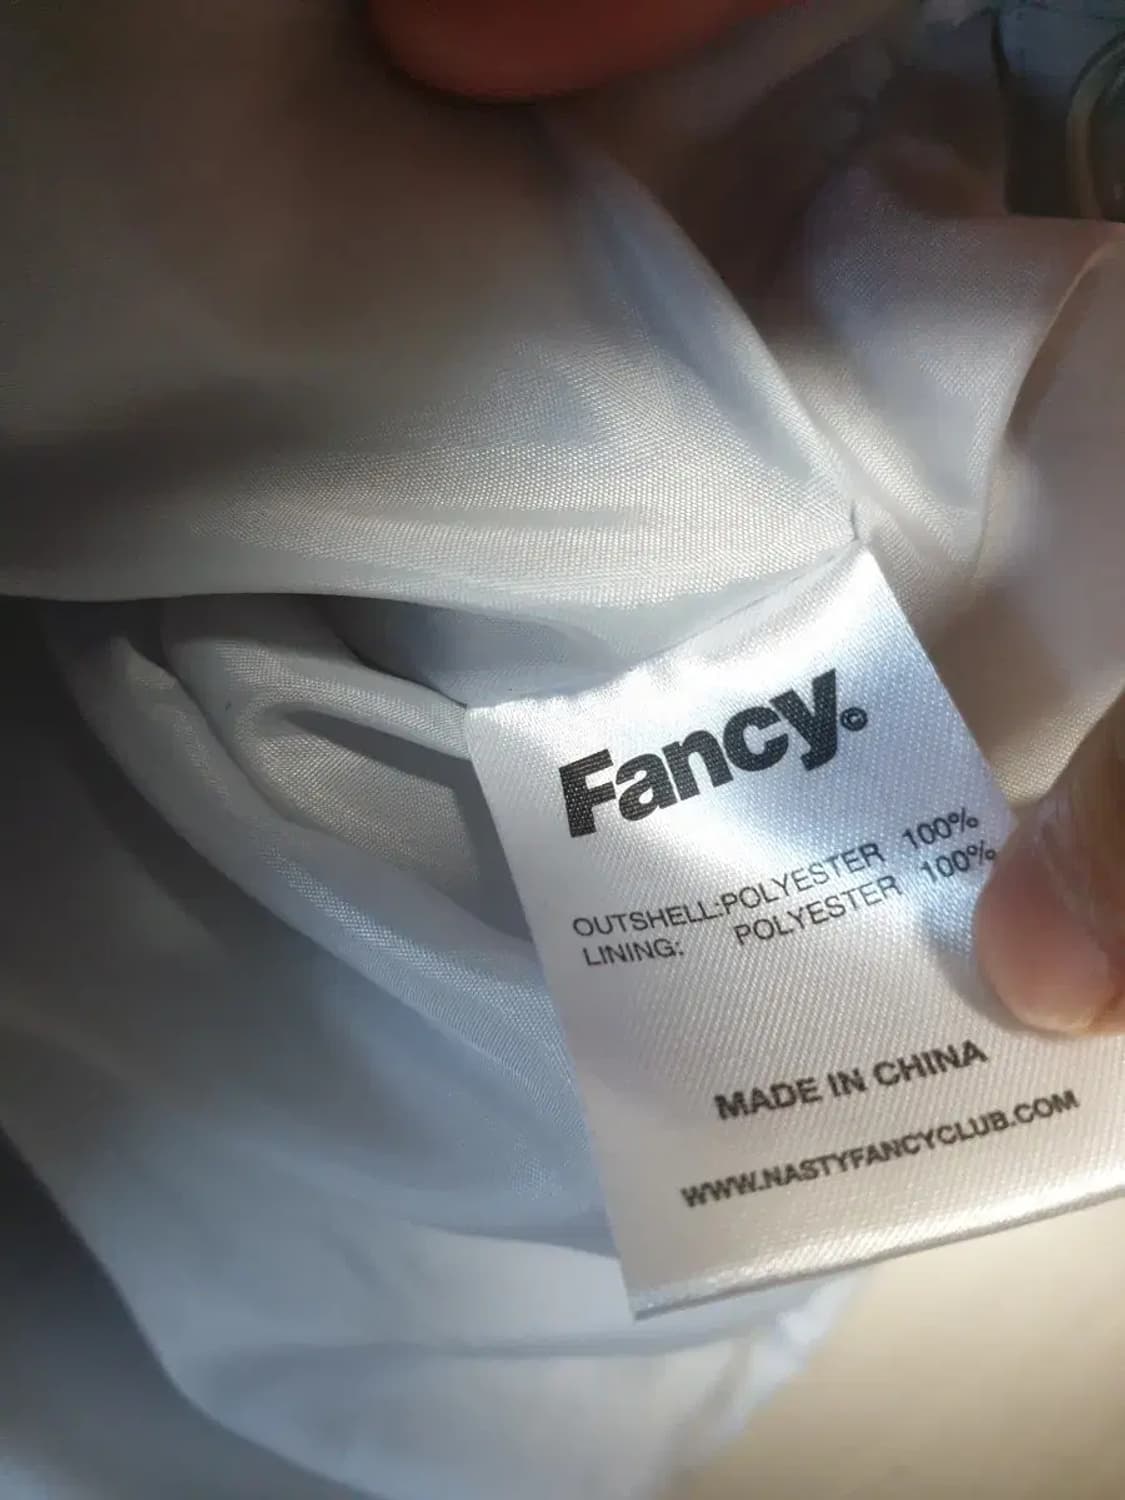 Fancy.©
OUTSHELL:POLYESTER 100%
LINING: POLYESTER 100%
MADE IN CHINA
WWW.NASTYFANCYCLUB.COM